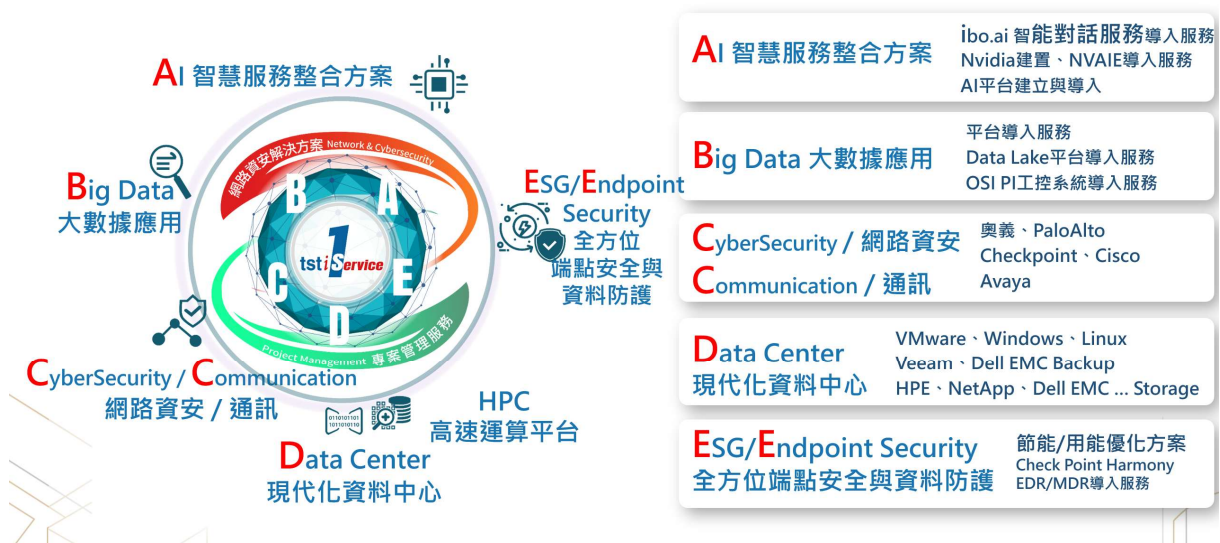 AI 智慧服務整合方案
Big Data
大數據應用
網路資安解決方案 Network & Cybersecurity
B A C E D
tst i 1 Service
Project Management 專案管理服務
ESG/Endpoint
Security
全方位
端點安全與
資料防護
CyberSecurity / Communication
網路資安 / 通訊
0110101101
1011010110
HPC
高速運算平台
Data Center
現代化資料中心
AI 智慧服務整合方案
ibo.ai 智能對話服務導入服務
Nvidia建置、NVAIE導入服務
AI平台建立與導入
Big Data 大數據應用
平台導入服務
Data Lake平台導入服務
OSI PI工控系統導入服務
CyberSecurity / 網路資安
Communication / 通訊
奧義、PaloAlto
Checkpoint、Cisco
Avaya
Data Center
現代化資料中心
VMware、Windows、Linux
Veeam、Dell EMC Backup
HPE、NetApp、Dell EMC ... Storage
ESG/Endpoint Security
全方位端點安全與資料防護
節能/用能優化方案
Check Point Harmony
EDR/MDR導入服務